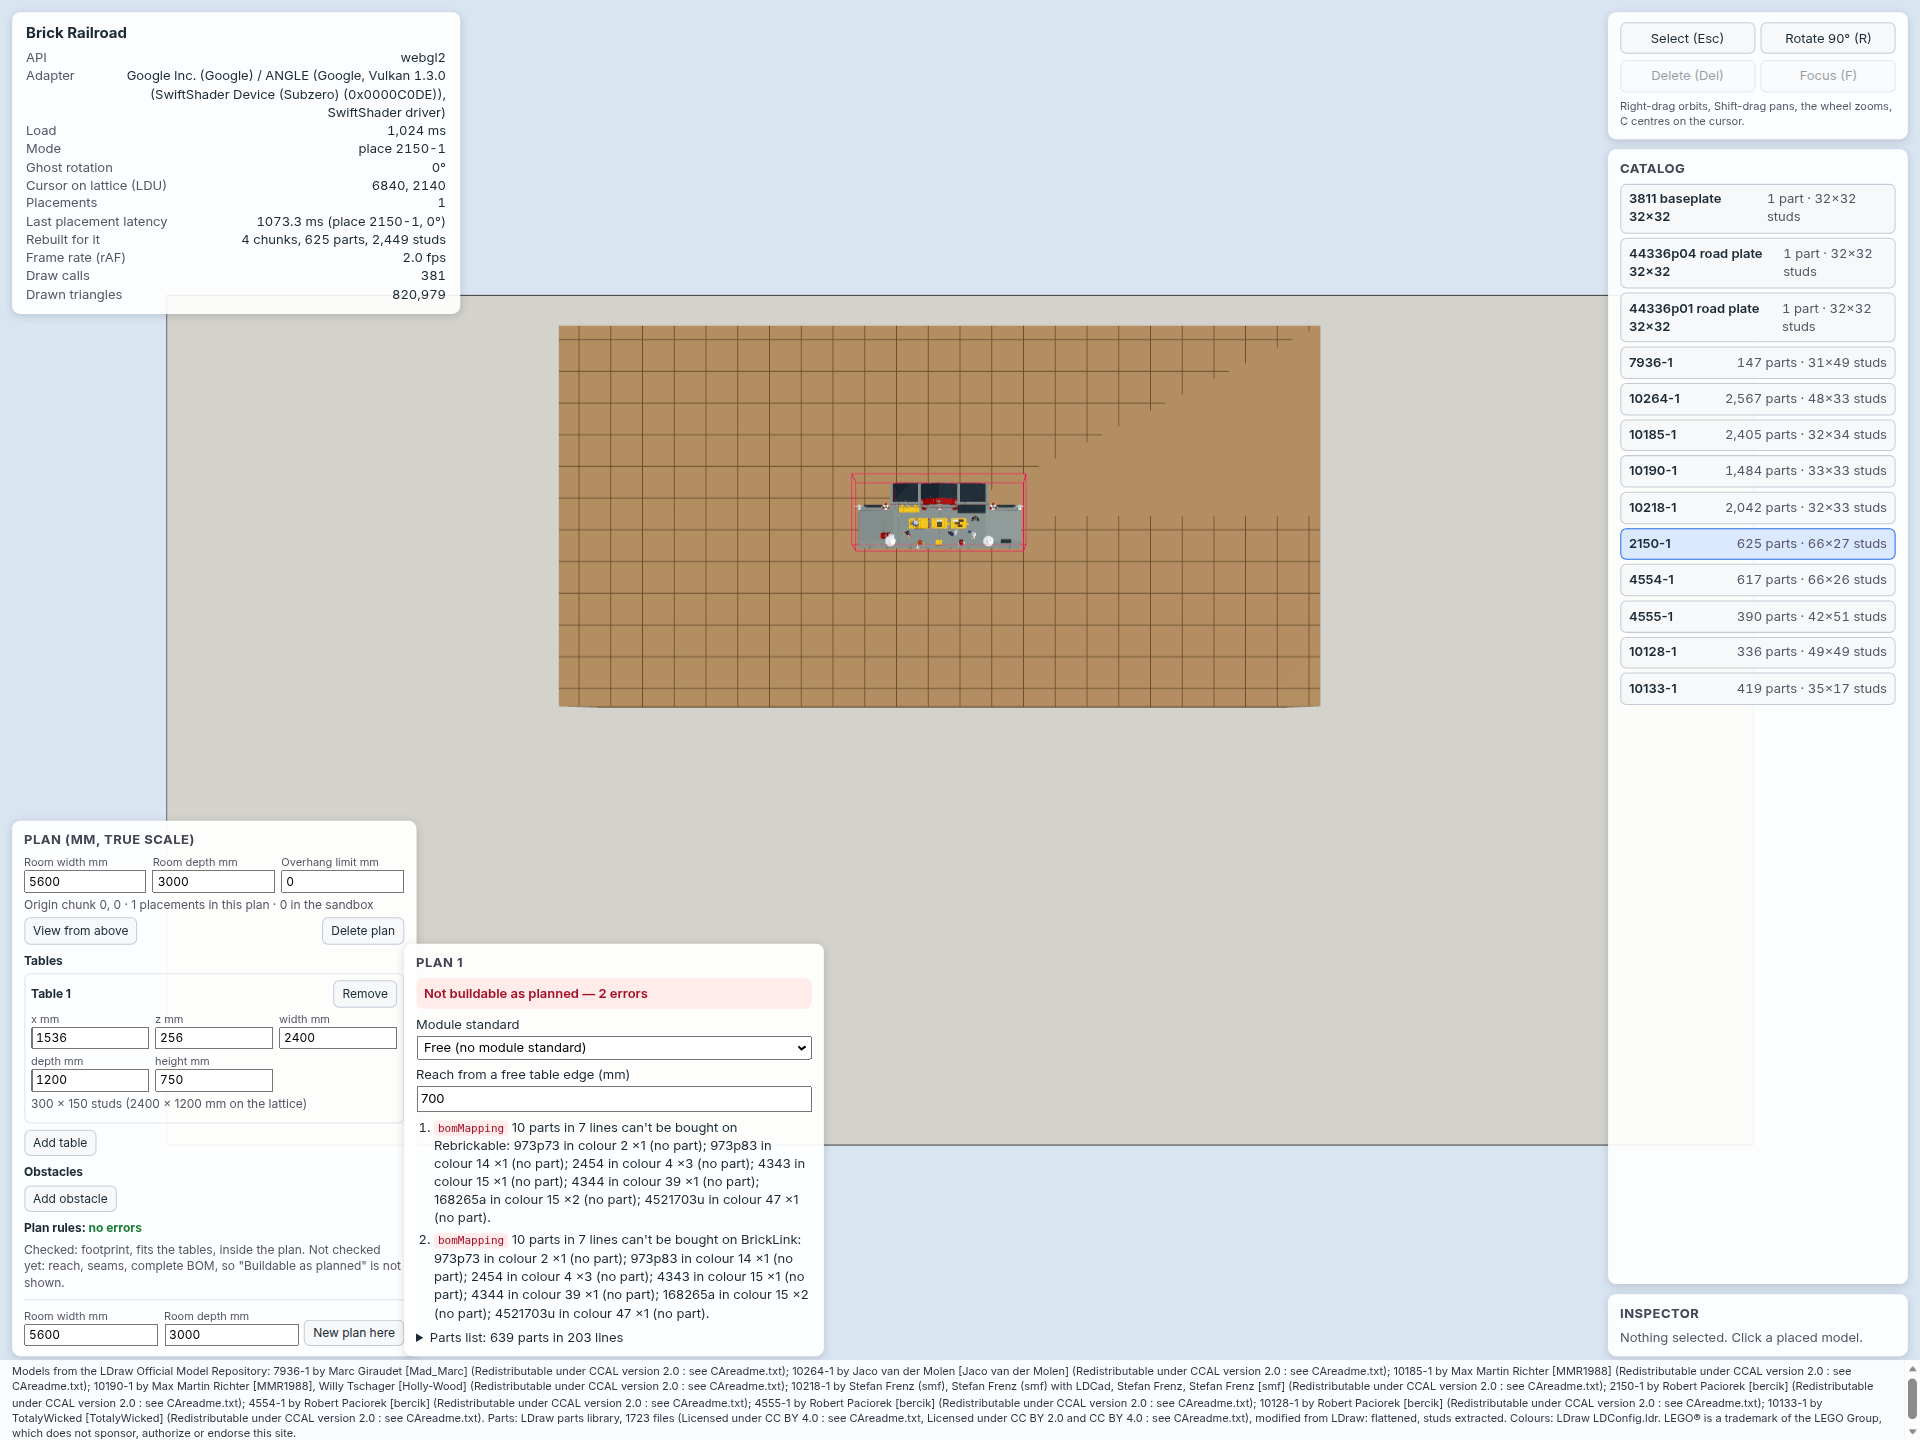 Brick Railroad
API webgl2
Adapter Google Inc. (Google) / ANGLE (Google, Vulkan 1.3.0
(SwiftShader Device (Subzero) (0x0000C0DE)),
SwiftShader driver)
Load 1,024 ms
Mode place 2150-1
Ghost rotation 0°
Cursor on lattice (LDU) 6840, 2140
Placements 1
Last placement latency 1073.3 ms (place 2150-1, 0°)
Rebuilt for it 4 chunks, 625 parts, 2,449 studs
Frame rate (rAF) 2.0 fps
Draw calls 381
Drawn triangles 820,979
Select (Esc) Rotate 90° (R)
Delete (Del) Focus (F)
Right-drag orbits, Shift-drag pans, the wheel zooms,
C centres on the cursor.
CATALOG
3811 baseplate 1 part · 32×32
32×32 studs
44336p04 road plate 1 part · 32×32
32×32 studs
44336p01 road plate 1 part · 32×32
32×32 studs
7936-1 147 parts · 31×49 studs
10264-1 2,567 parts · 48×33 studs
10185-1 2,405 parts · 32×34 studs
10190-1 1,484 parts · 33×33 studs
10218-1 2,042 parts · 32×33 studs
2150-1 625 parts · 66×27 studs
4554-1 617 parts · 66×26 studs
4555-1 390 parts · 42×51 studs
10128-1 336 parts · 49×49 studs
10133-1 419 parts · 35×17 studs
PLAN (MM, TRUE SCALE)
Room width mm Room depth mm Overhang limit mm
5600 3000 0
Origin chunk 0, 0 · 1 placements in this plan · 0 in the sandbox
View from above Delete plan
Tables
Table 1 Remove
x mm z mm width mm
1536 256 2400
depth mm height mm
1200 750
300 × 150 studs (2400 × 1200 mm on the lattice)
Add table
Obstacles
Add obstacle
Plan rules: no errors
Checked: footprint, fits the tables, inside the plan. Not checked
yet: reach, seams, complete BOM, so "Buildable as planned" is not
shown.
Room width mm Room depth mm
5600 3000 New plan here
PLAN 1
Not buildable as planned — 2 errors
Module standard
Free (no module standard)
Reach from a free table edge (mm)
700
1. bomMapping 10 parts in 7 lines can't be bought on
Rebrickable: 973p73 in colour 2 ×1 (no part); 973p83 in
colour 14 ×1 (no part); 2454 in colour 4 ×3 (no part); 4343 in
colour 15 ×1 (no part); 4344 in colour 39 ×1 (no part);
168265a in colour 15 ×2 (no part); 4521703u in colour 47 ×1
(no part).
2. bomMapping 10 parts in 7 lines can't be bought on BrickLink:
973p73 in colour 2 ×1 (no part); 973p83 in colour 14 ×1 (no
part); 2454 in colour 4 ×3 (no part); 4343 in colour 15 ×1 (no
part); 4344 in colour 39 ×1 (no part); 168265a in colour 15 ×2
(no part); 4521703u in colour 47 ×1 (no part).
Parts list: 639 parts in 203 lines
INSPECTOR
Nothing selected. Click a placed model.
Models from the LDraw Official Model Repository: 7936-1 by Marc Giraudet [Mad_Marc] (Redistributable under CCAL version 2.0 : see CAreadme.txt); 10264-1 by Jaco van der Molen [Jaco van der Molen] (Redistributable under CCAL version 2.0 : see CAreadme.txt); 10185-1 by Max Martin Richter [MMR1988] (Redistributable under CCAL version 2.0 : see
CAreadme.txt); 10190-1 by Max Martin Richter [MMR1988], Willy Tschager [Holly-Wood] (Redistributable under CCAL version 2.0 : see CAreadme.txt); 10218-1 by Stefan Frenz (smf), Stefan Frenz (smf) with LDCad, Stefan Frenz, Stefan Frenz [smf] (Redistributable under CCAL version 2.0 : see CAreadme.txt); 2150-1 by Robert Paciorek [bercik] (Redistributable
under CCAL version 2.0 : see CAreadme.txt); 4554-1 by Robert Paciorek [bercik] (Redistributable under CCAL version 2.0 : see CAreadme.txt); 4555-1 by Robert Paciorek [bercik] (Redistributable under CCAL version 2.0 : see CAreadme.txt); 10128-1 by Robert Paciorek [bercik] (Redistributable under CCAL version 2.0 : see CAreadme.txt); 10133-1 by
TotalyWicked [TotalyWicked] (Redistributable under CCAL version 2.0 : see CAreadme.txt). Parts: LDraw parts library, 1723 files (Licensed under CC BY 4.0 : see CAreadme.txt, Licensed under CC BY 2.0 and CC BY 4.0 : see CAreadme.txt), modified from LDraw: flattened, studs extracted. Colours: LDraw LDConfig.ldr. LEGO® is a trademark of the LEGO Group,
which does not sponsor, authorize or endorse this site.